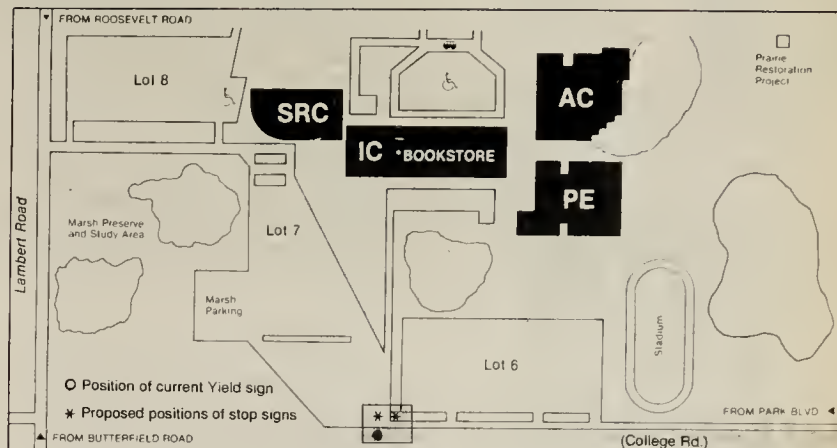 FROM ROOSEVELT ROAD
Lot 8
SRC
IC • BOOKSTORE
AC
PE
Prairie
Restoration
Project
Lambert Road
Marsh Preserve
and Study Area
Lot 7
Marsh
Parking
Lot 6
Stadium
O Position of current Yield sign
* Proposed positions of stop signs
FROM BUTTERFIELD ROAD
FROM PARK BLVD
(College Rd.)